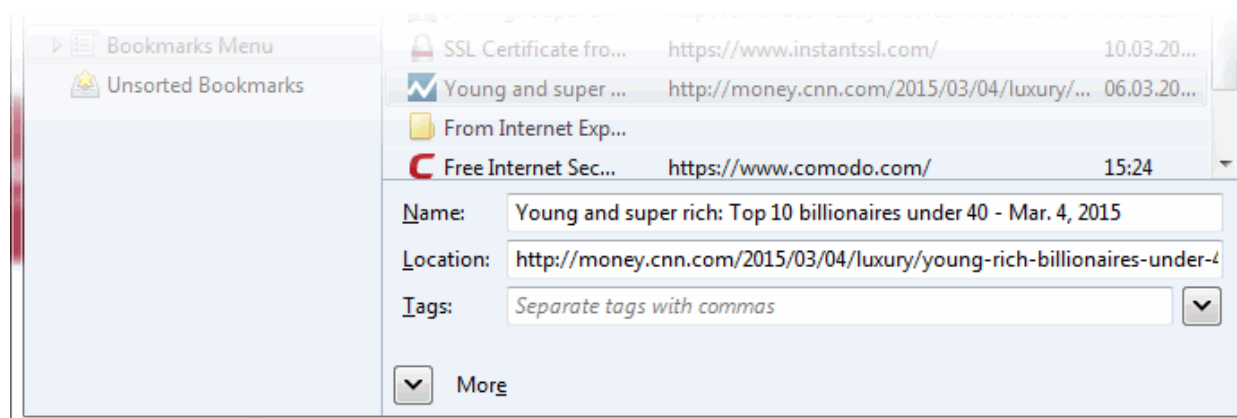 Bookmarks Menu
SSL Certificate fro... https://www.instantssl.com/ 10.03.20...
Unsorted Bookmarks
Young and super ... http://money.cnn.com/2015/03/04/luxury/... 06.03.20...
From Internet Exp...
Free Internet Sec... https://www.comodo.com/ 15:24
Name: Young and super rich: Top 10 billionaires under 40 - Mar. 4, 2015
Location: http://money.cnn.com/2015/03/04/luxury/young-rich-billionaires-under-4
Tags: Separate tags with commas
More